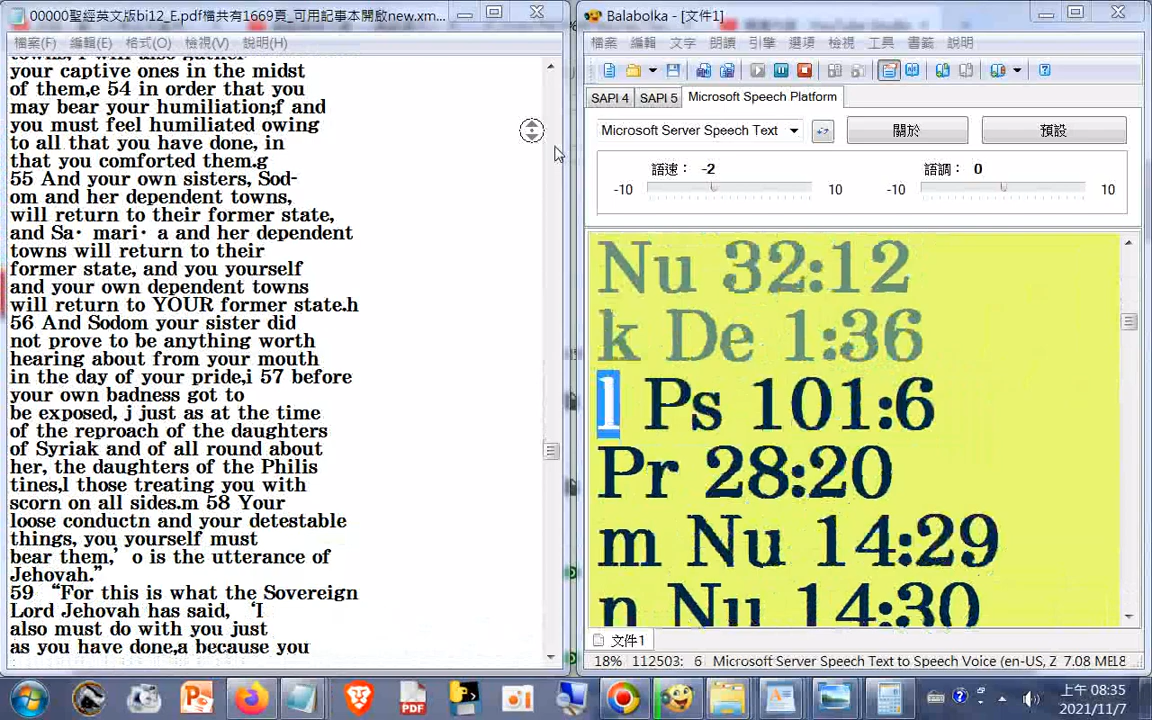 00000聖經英文版bi12_E.pdf檔共有1669頁_可用記事本開啟new.xm...
檔案(F) 編輯(E) 格式(O) 檢視(V) 說明(H)
your captive ones in the midst
of them,e 54 in order that you
may bear your humiliation;f and
you must feel humiliated owing
to all that you have done, in
that you comforted them.g
55 And your own sisters, Sod-
om and her dependent towns,
will return to their former state,
and Sa· mari· a and her dependent
towns will return to their
former state, and you yourself
and your own dependent towns
will return to YOUR former state.h
56 And Sodom your sister did
not prove to be anything worth
hearing about from your mouth
in the day of your pride,i 57 before
your own badness got to
be exposed, j just as at the time
of the reproach of the daughters
of Syriak and of all round about
her, the daughters of the Philis
tines,l those treating you with
scorn on all sides.m 58 Your
loose conductn and your detestable
things, you yourself must
bear them,’ o is the utterance of
Jehovah.”
59 “For this is what the Sovereign
Lord Jehovah has said, ‘I
also must do with you just
as you have done,a because you
Balabolka - [文件1]
檔案 編輯 文字 朗讀 引擎 選項 檢視 工具 書籤 說明
SAPI 4 SAPI 5 Microsoft Speech Platform
Microsoft Server Speech Text 關於 預設
語速: -2 語調: 0
-10 10 -10 10
Nu 32:12
k De 1:36
l Ps 101:6
Pr 28:20
m Nu 14:29
n Nu 14:30
文件1
18% 112503: 6 Microsoft Server Speech Text to Speech Voice (en-US, Z 7.08 МБ
上午 08:35
2021/11/7